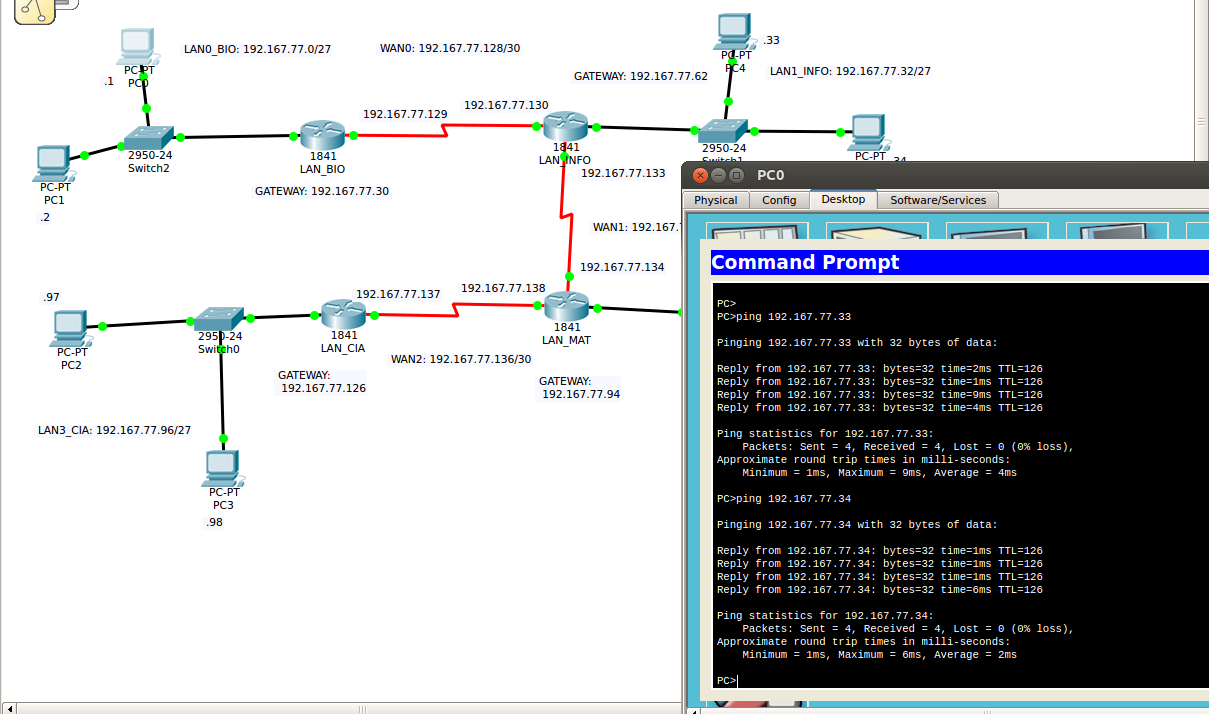 LAN0_BIO: 192.167.77.0/27
WAN0: 192.167.77.128/30
.33
PC-PT
PC4
GATEWAY: 192.167.77.62
LAN1_INFO: 192.167.77.32/27
PC-PT
PC0
.1
192.167.77.129
192.167.77.130
1841
LAN_INFO
2950-24
Switch1
PC-PT
.34
2950-24
Switch2
1841
LAN_BIO
192.167.77.133
PC-PT
PC1
.2
GATEWAY: 192.167.77.30
WAN1: 192.167.
192.167.77.134
.97
192.167.77.137
192.167.77.138
PC-PT
PC2
2950-24
Switch0
1841
LAN_CIA
1841
LAN_MAT
WAN2: 192.167.77.136/30
GATEWAY:
192.167.77.126
GATEWAY:
192.167.77.94
LAN3_CIA: 192.167.77.96/27
PC-PT
PC3
.98
PC0
Physical
Config
Desktop
Software/Services
Command Prompt
PC>
PC>ping 192.167.77.33
Pinging 192.167.77.33 with 32 bytes of data:
Reply from 192.167.77.33: bytes=32 time=2ms TTL=126
Reply from 192.167.77.33: bytes=32 time=1ms TTL=126
Reply from 192.167.77.33: bytes=32 time=9ms TTL=126
Reply from 192.167.77.33: bytes=32 time=4ms TTL=126
Ping statistics for 192.167.77.33:
Packets: Sent = 4, Received = 4, Lost = 0 (0% loss),
Approximate round trip times in milli-seconds:
Minimum = 1ms, Maximum = 9ms, Average = 4ms
PC>ping 192.167.77.34
Pinging 192.167.77.34 with 32 bytes of data:
Reply from 192.167.77.34: bytes=32 time=1ms TTL=126
Reply from 192.167.77.34: bytes=32 time=1ms TTL=126
Reply from 192.167.77.34: bytes=32 time=1ms TTL=126
Reply from 192.167.77.34: bytes=32 time=6ms TTL=126
Ping statistics for 192.167.77.34:
Packets: Sent = 4, Received = 4, Lost = 0 (0% loss),
Approximate round trip times in milli-seconds:
Minimum = 1ms, Maximum = 6ms, Average = 2ms
PC>